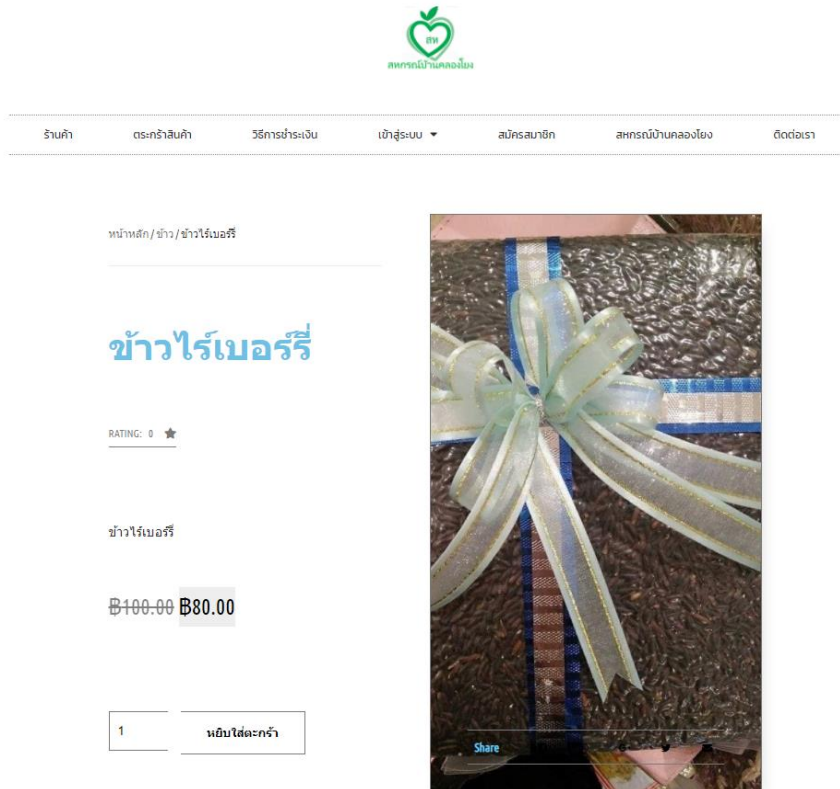 สห
สหกรณ์บ้านคลองโยง
ร้านค้า ตระกร้าสินค้า วิธีการชำระเงิน เข้าสู่ระบบ สมัครสมาชิก สหกรณ์บ้านคลองโยง ติดต่อเรา
หน้าหลัก / ข้าว / ข้าวไร์เบอร์รี่
ข้าวไร์เบอร์รี่
RATING: 0
ข้าวไร์เบอร์รี่
฿100.00 ฿80.00
1 หยิบใส่ตะกร้า
Share